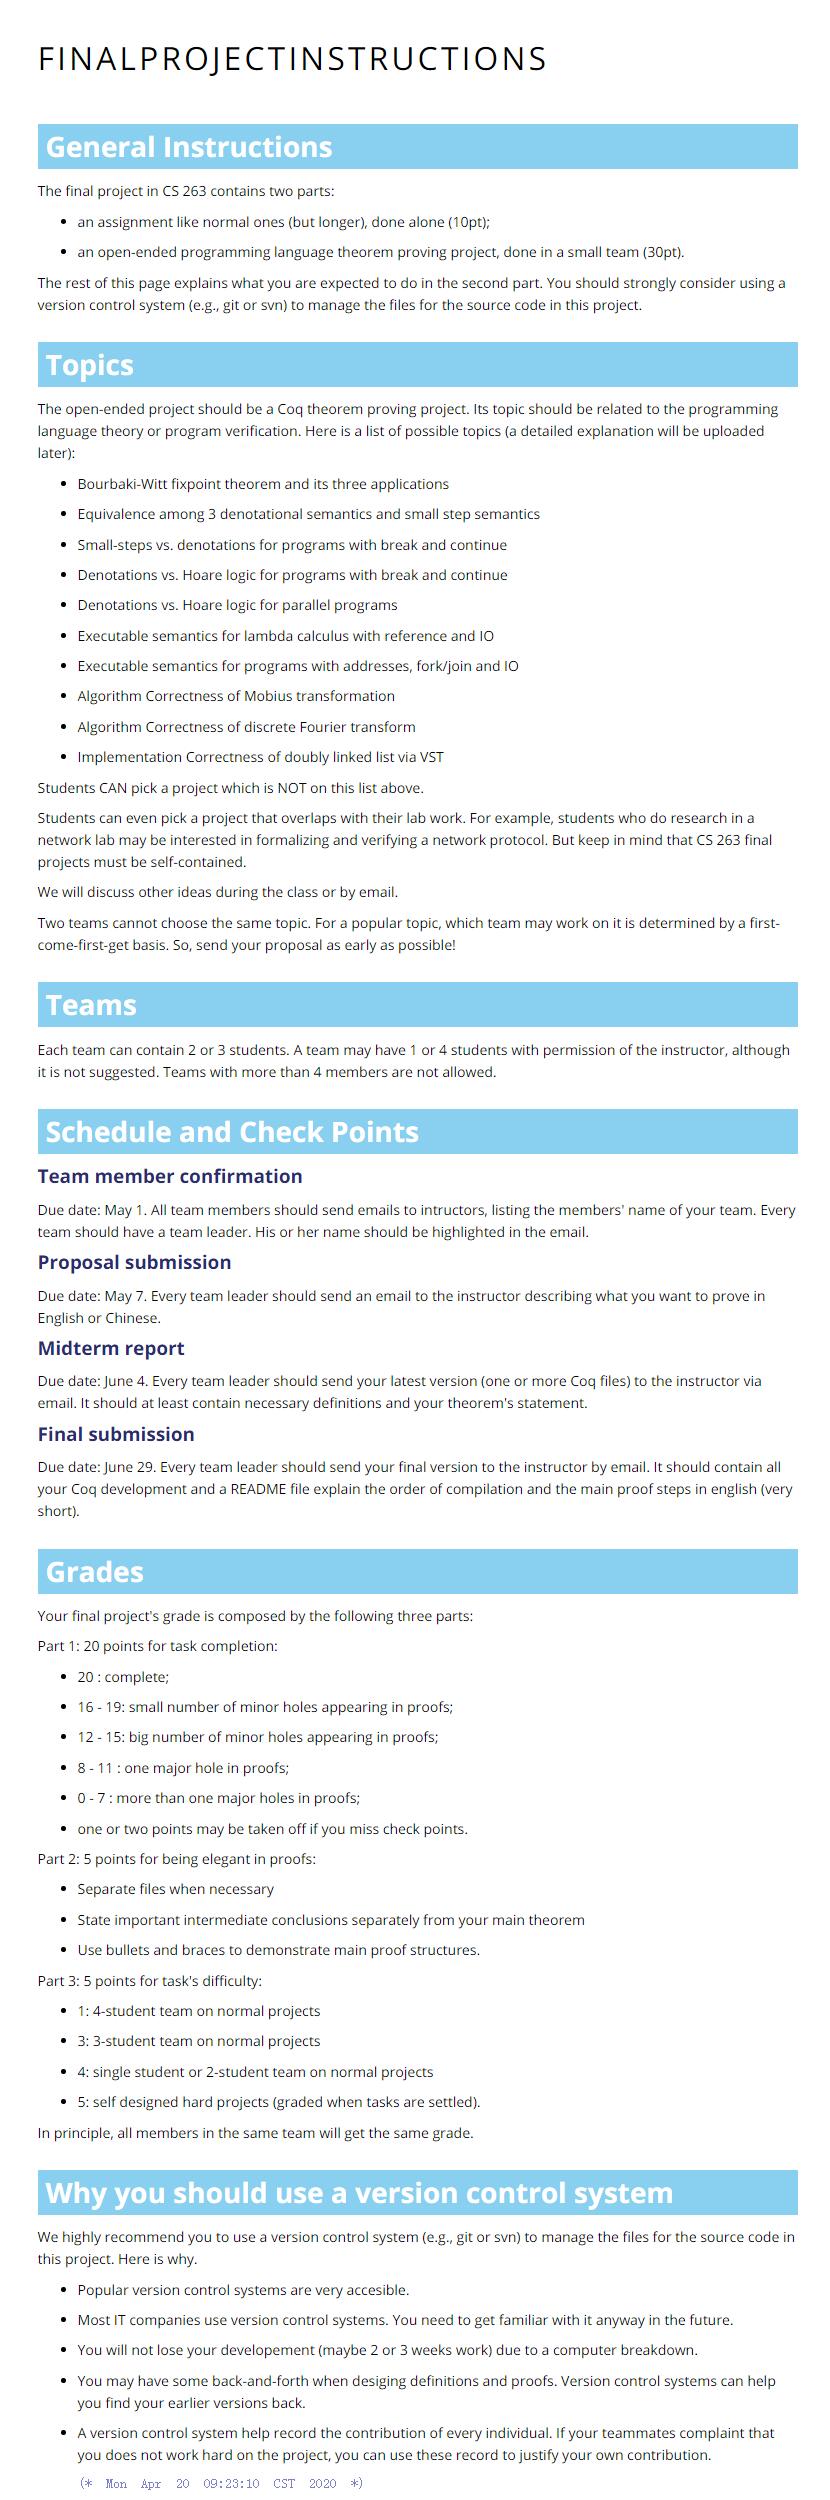 FINALPROJECTINSTRUCTIONS
General Instructions
The final project in CS 263 contains two parts:
• an assignment like normal ones (but longer), done alone (10pt);
• an open-ended programming language theorem proving project, done in a small team (30pt).
The rest of this page explains what you are expected to do in the second part. You should strongly consider using a
version control system (e.g., git or svn) to manage the files for the source code in this project.
Topics
The open-ended project should be a Coq theorem proving project. Its topic should be related to the programming
language theory or program verification. Here is a list of possible topics (a detailed explanation will be uploaded
later):
• Bourbaki-Witt fixpoint theorem and its three applications
• Equivalence among 3 denotational semantics and small step semantics
• Small-steps vs. denotations for programs with break and continue
• Denotations vs. Hoare logic for programs with break and continue
• Denotations vs. Hoare logic for parallel programs
• Executable semantics for lambda calculus with reference and IO
• Executable semantics for programs with addresses, fork/join and IO
• Algorithm Correctness of Mobius transformation
• Algorithm Correctness of discrete Fourier transform
• Implementation Correctness of doubly linked list via VST
Students CAN pick a project which is NOT on this list above.
Students can even pick a project that overlaps with their lab work. For example, students who do research in a
network lab may be interested in formalizing and verifying a network protocol. But keep in mind that CS 263 final
projects must be self-contained.
We will discuss other ideas during the class or by email.
Two teams cannot choose the same topic. For a popular topic, which team may work on it is determined by a first-
come-first-get basis. So, send your proposal as early as possible!
Teams
Each team can contain 2 or 3 students. A team may have 1 or 4 students with permission of the instructor, although
it is not suggested. Teams with more than 4 members are not allowed.
Schedule and Check Points
Team member confirmation
Due date: May 1. All team members should send emails to intructors, listing the members' name of your team. Every
team should have a team leader. His or her name should be highlighted in the email.
Proposal submission
Due date: May 7. Every team leader should send an email to the instructor describing what you want to prove in
English or Chinese.
Midterm report
Due date: June 4. Every team leader should send your latest version (one or more Coq files) to the instructor via
email. It should at least contain necessary definitions and your theorem's statement.
Final submission
Due date: June 29. Every team leader should send your final version to the instructor by email. It should contain all
your Coq development and a README file explain the order of compilation and the main proof steps in english (very
short).
Grades
Your final project's grade is composed by the following three parts:
Part 1: 20 points for task completion:
• 20 : complete;
• 16 - 19: small number of minor holes appearing in proofs;
• 12 - 15: big number of minor holes appearing in proofs;
• 8 - 11 : one major hole in proofs;
• 0 - 7 : more than one major holes in proofs;
• one or two points may be taken off if you miss check points.
Part 2: 5 points for being elegant in proofs:
• Separate files when necessary
• State important intermediate conclusions separately from your main theorem
• Use bullets and braces to demonstrate main proof structures.
Part 3: 5 points for task's difficulty:
• 1: 4-student team on normal projects
• 3: 3-student team on normal projects
• 4: single student or 2-student team on normal projects
• 5: self designed hard projects (graded when tasks are settled).
In principle, all members in the same team will get the same grade.
Why you should use a version control system
We highly recommend you to use a version control system (e.g., git or svn) to manage the files for the source code in
this project. Here is why.
• Popular version control systems are very accesible.
• Most IT companies use version control systems. You need to get familiar with it anyway in the future.
• You will not lose your developement (maybe 2 or 3 weeks work) due to a computer breakdown.
• You may have some back-and-forth when desiging definitions and proofs. Version control systems can help
you find your earlier versions back.
• A version control system help record the contribution of every individual. If your teammates complaint that
you does not work hard on the project, you can use these record to justify your own contribution.
(* Mon Apr 20 09:23:10 CST 2020 *)